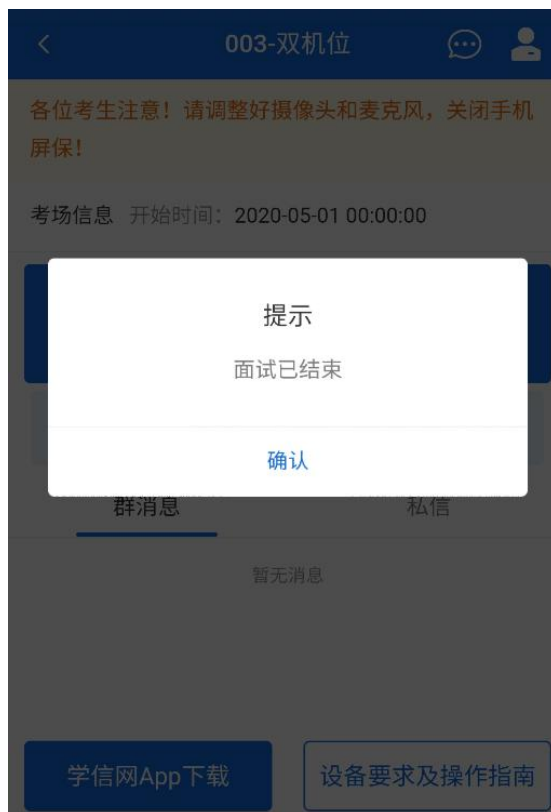 003-双机位
各位考生注意！请调整好摄像头和麦克风，关闭手机
屏保！
考场信息 开始时间：2020-05-01 00:00:00
提示
面试已结束
确认
群消息 私信
暂无消息
学信网App下载 设备要求及操作指南